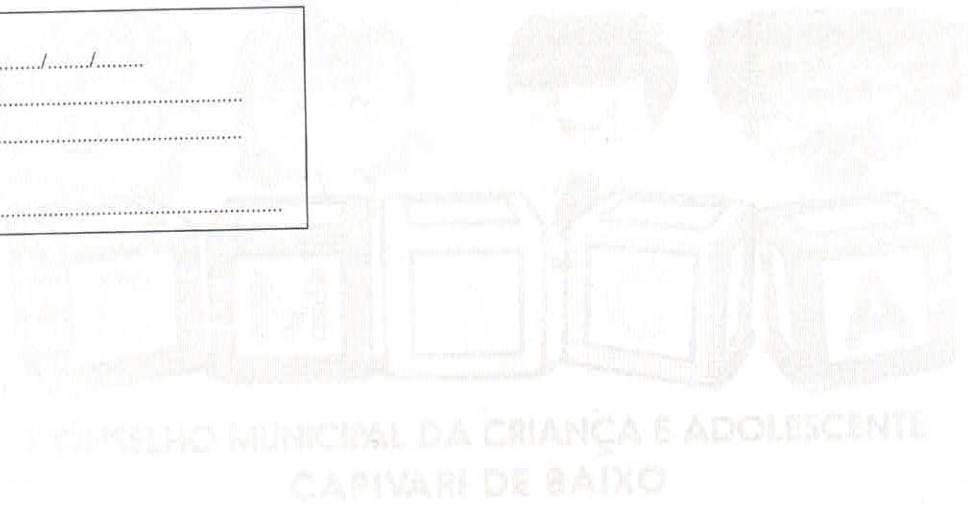 ....../......./.........
C M D C A
CONSELHO MUNICIPAL DA CRIANÇA E ADOLESCENTE
CAPIVARI DE BAIXO